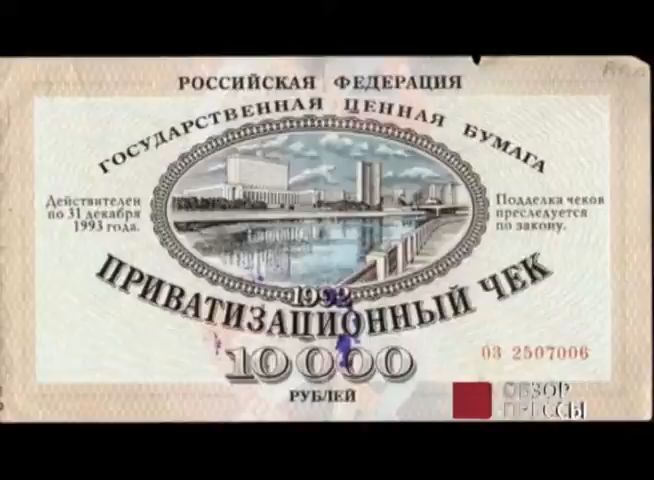 РОССИЙСКАЯ ФЕДЕРАЦИЯ
ГОСУДАРСТВЕННАЯ ЦЕННАЯ БУМАГА
Действителен
по 31 декабря
1993 года.
Подделка чеков
преследуется
по закону.
1992
ПРИВАТИЗАЦИОННЫЙ ЧЕК
10000
РУБЛЕЙ
03 2507006
ОБЗОР
ПРЕССЫ